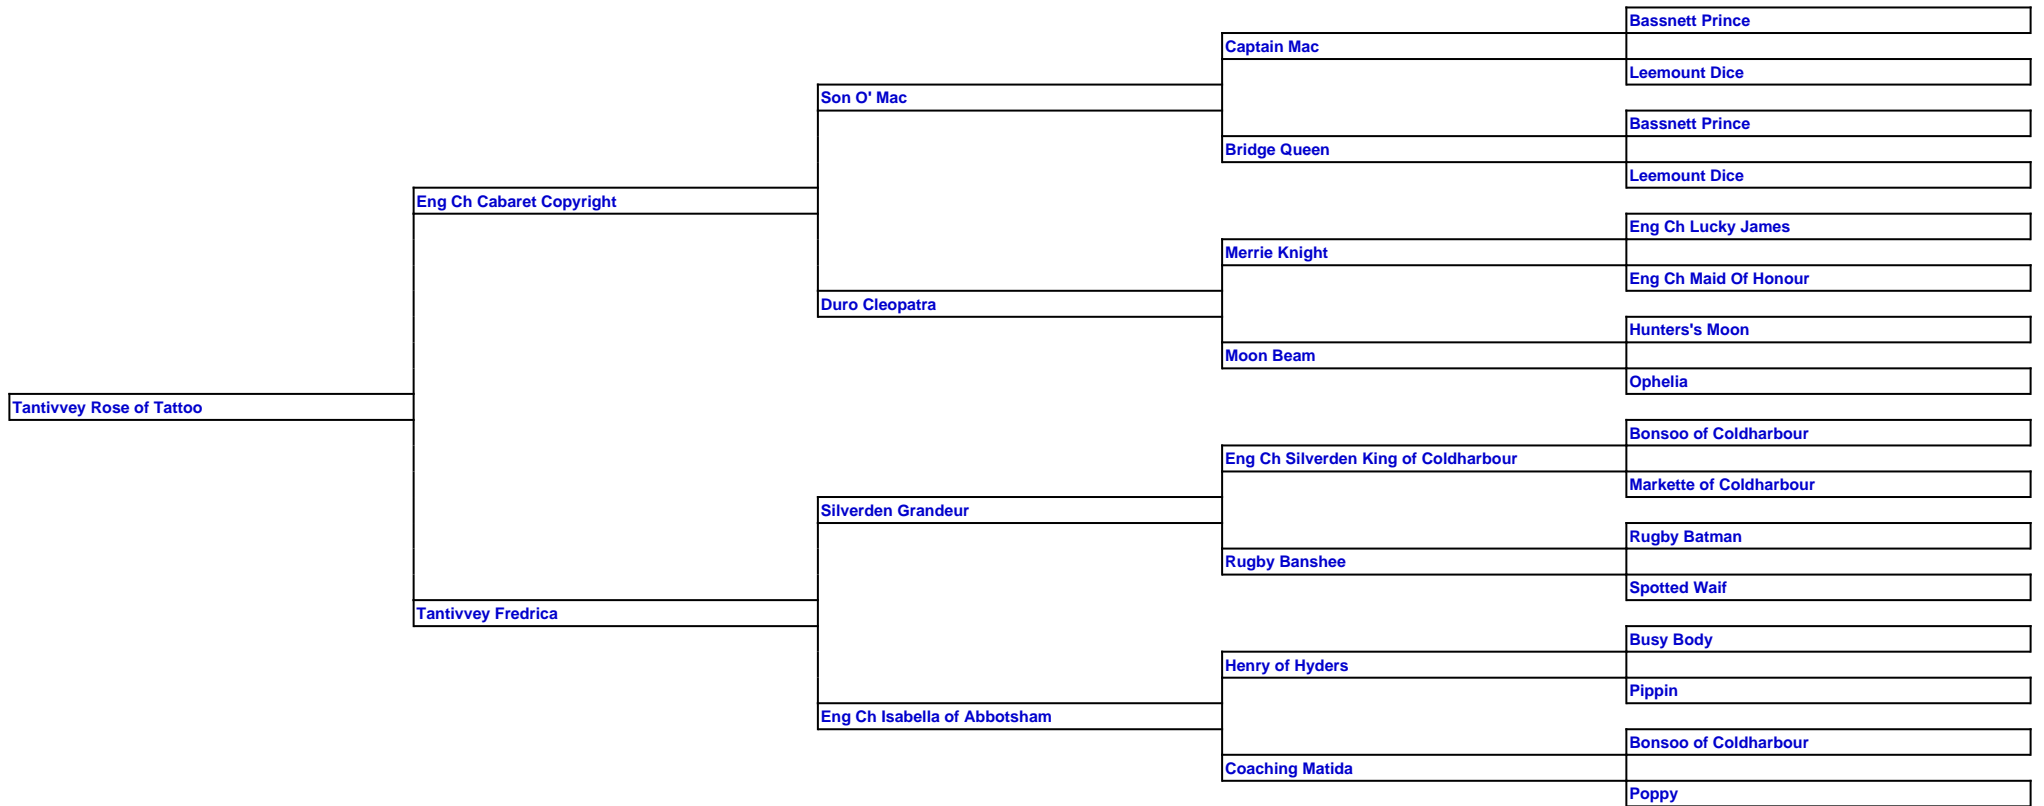 Bassnett Prince
Captain Mac
Leemount Dice
Son O' Mac
Bassnett Prince
Bridge Queen
Leemount Dice
Eng Ch Cabaret Copyright
Eng Ch Lucky James
Merrie Knight
Eng Ch Maid Of Honour
Duro Cleopatra
Hunters's Moon
Moon Beam
Ophelia
Tantivvey Rose of Tattoo
Bonsoo of Coldharbour
Eng Ch Silverden King of Coldharbour
Markette of Coldharbour
Silverden Grandeur
Rugby Batman
Rugby Banshee
Spotted Waif
Tantivvey Fredrica
Busy Body
Henry of Hyders
Pippin
Eng Ch Isabella of Abbotsham
Bonsoo of Coldharbour
Coaching Matida
Poppy